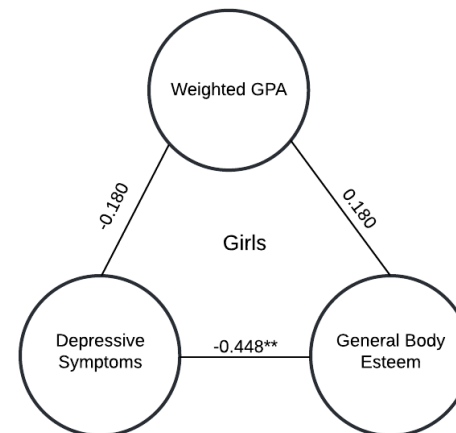 Weighted GPA
-0.180
0.180
Girls
Depressive
Symptoms
-0.448**
General Body
Esteem